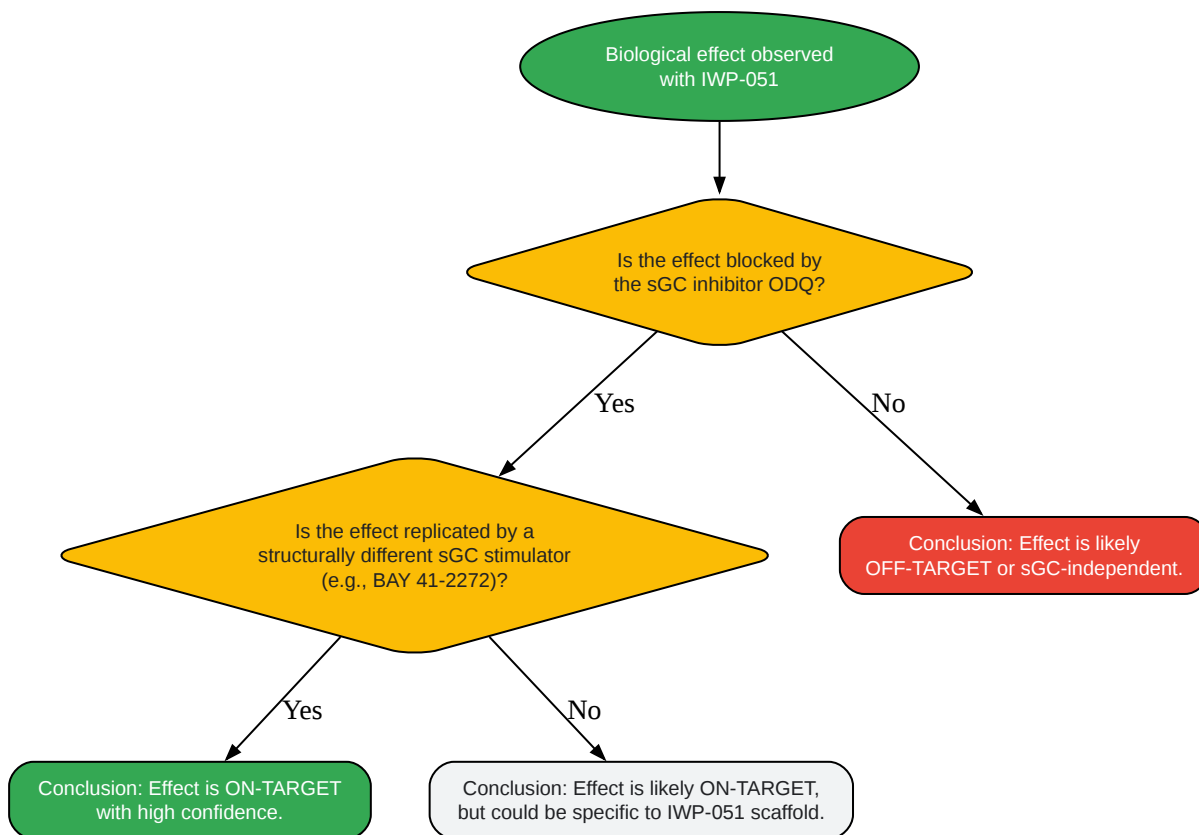 Biological effect observed
with IWP-051
Is the effect blocked by
the sGC inhibitor ODQ?
Yes
No
Is the effect replicated by a
structurally different sGC stimulator
(e.g., BAY 41-2272)?
Conclusion: Effect is likely
OFF-TARGET or sGC-independent.
Yes
No
Conclusion: Effect is ON-TARGET
with high confidence.
Conclusion: Effect is likely ON-TARGET,
but could be specific to IWP-051 scaffold.